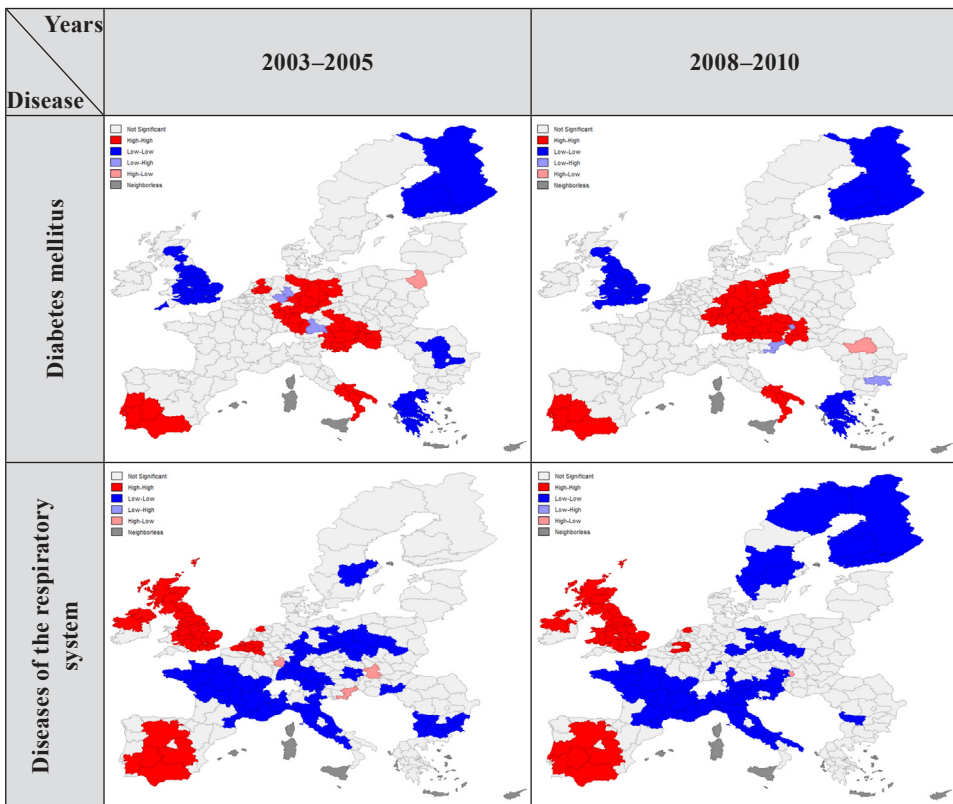 Years
Disease
2003–2005
2008–2010
Diabetes mellitus
Not Significant
High-High
Low-Low
Low-High
High-Low
Neighborless
Not Significant
High-High
Low-Low
Low-High
High-Low
Neighborless
Diseases of the respiratory
system
Not Significant
High-High
Low-Low
Low-High
High-Low
Neighborless
Not Significant
High-High
Low-Low
Low-High
High-Low
Neighborless